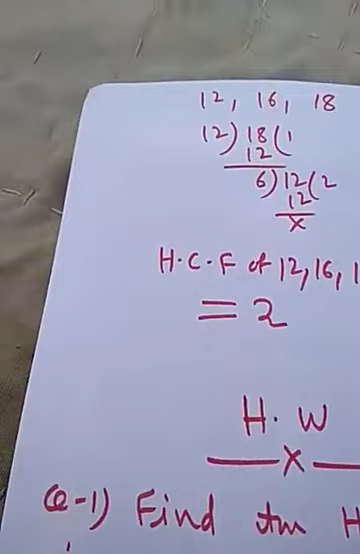 12, 16, 18
12) 18 (1
12
6) 12 (2
12
x
H.C.F of 12, 16, 1
= 2
H. W
x
Q-1) Find the H